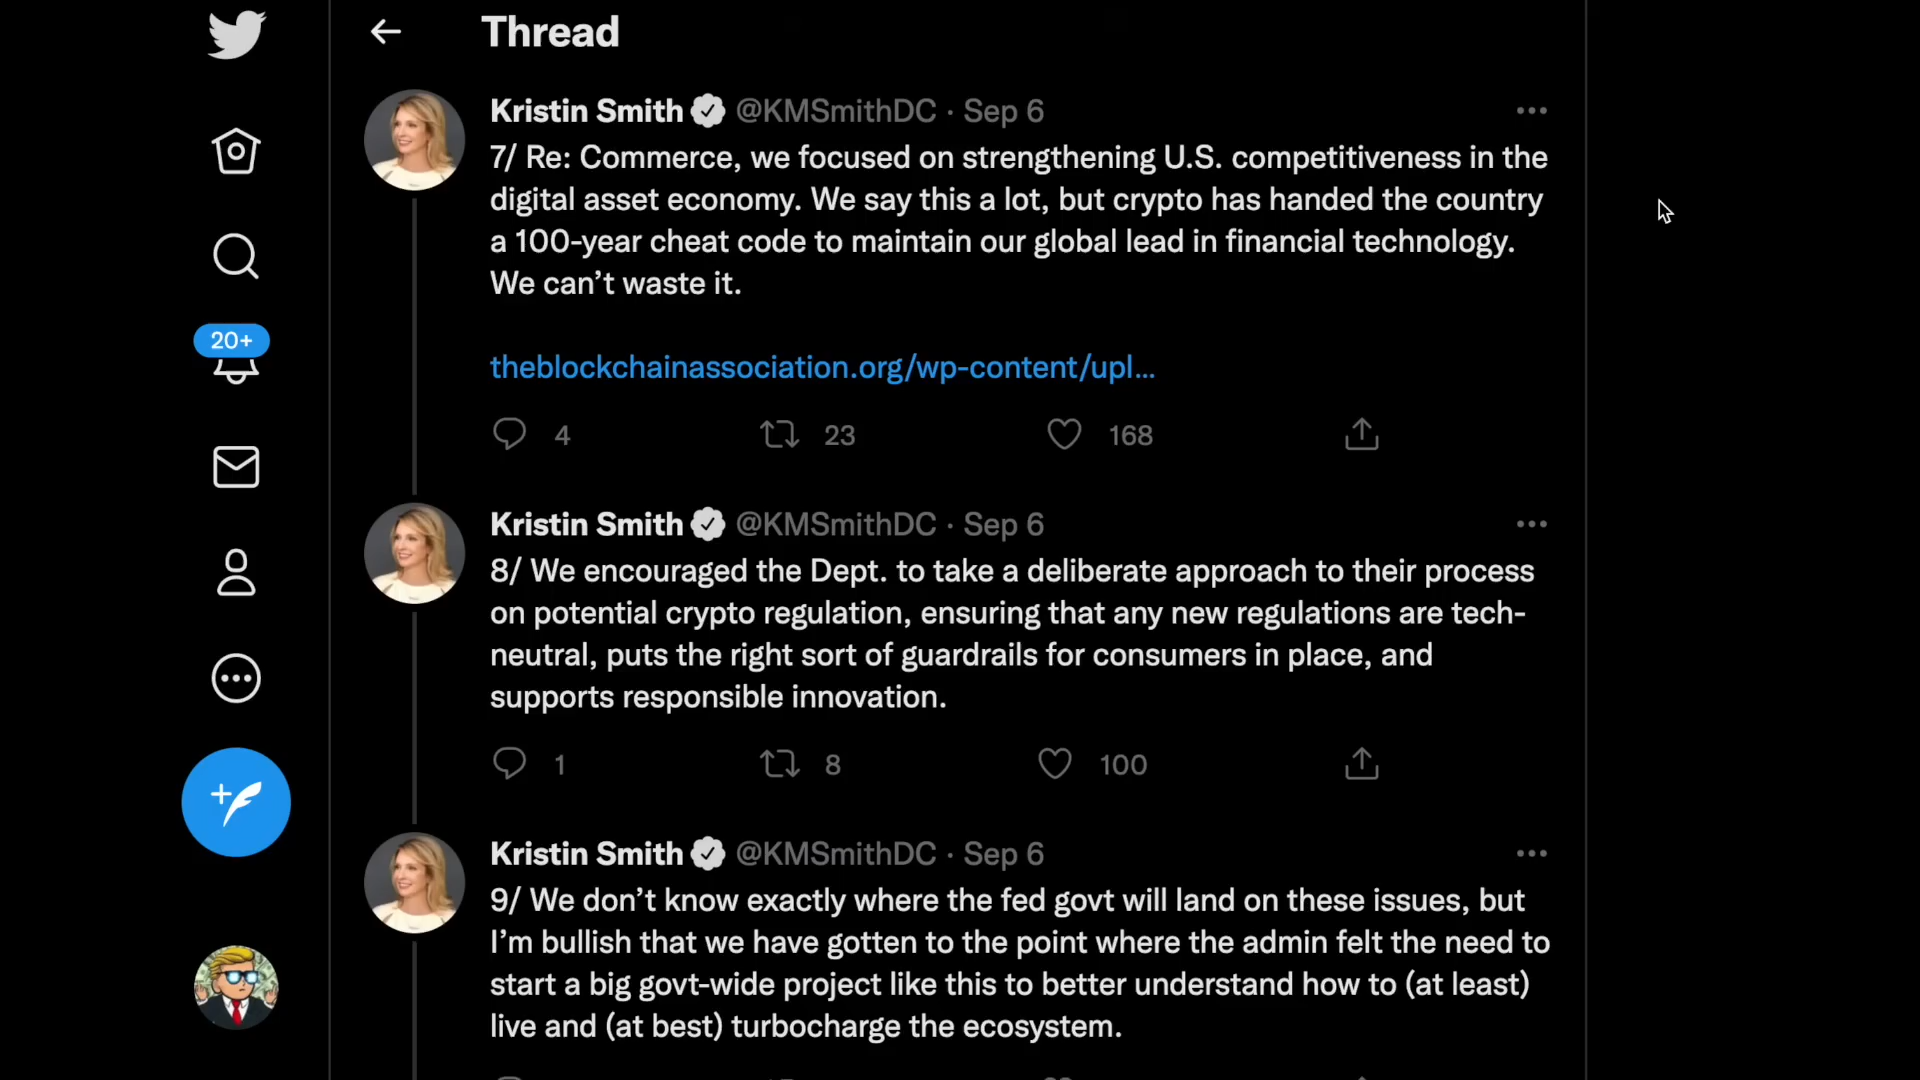 Thread
Kristin Smith @KMSmithDC · Sep 6
7/ Re: Commerce, we focused on strengthening U.S. competitiveness in the
digital asset economy. We say this a lot, but crypto has handed the country
a 100-year cheat code to maintain our global lead in financial technology.
We can’t waste it.
theblockchainassociation.org/wp-content/upl...
4 23 168
Kristin Smith @KMSmithDC · Sep 6
8/ We encouraged the Dept. to take a deliberate approach to their process
on potential crypto regulation, ensuring that any new regulations are tech-
neutral, puts the right sort of guardrails for consumers in place, and
supports responsible innovation.
1 8 100
Kristin Smith @KMSmithDC · Sep 6
9/ We don’t know exactly where the fed govt will land on these issues, but
I’m bullish that we have gotten to the point where the admin felt the need to
start a big govt-wide project like this to better understand how to (at least)
live and (at best) turbocharge the ecosystem.
20+